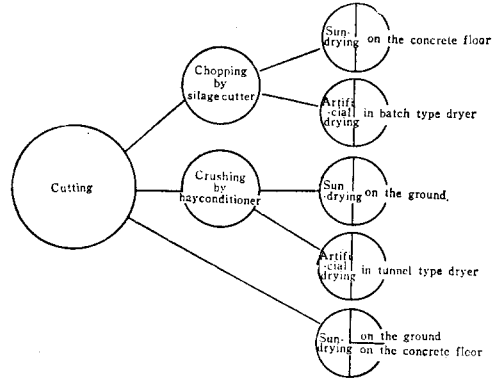 Cutting
Chopping
by
silage cutter
Sun-
drying
on the concrete floor
Artifi
-cial
drying
in batch type dryer
Crushing
by
hayconditioner
Sun
-drying
on the ground.
Artifi
-cial
drying
in tunnel type dryer
Sun-
drying
on the ground
on the concrete floor